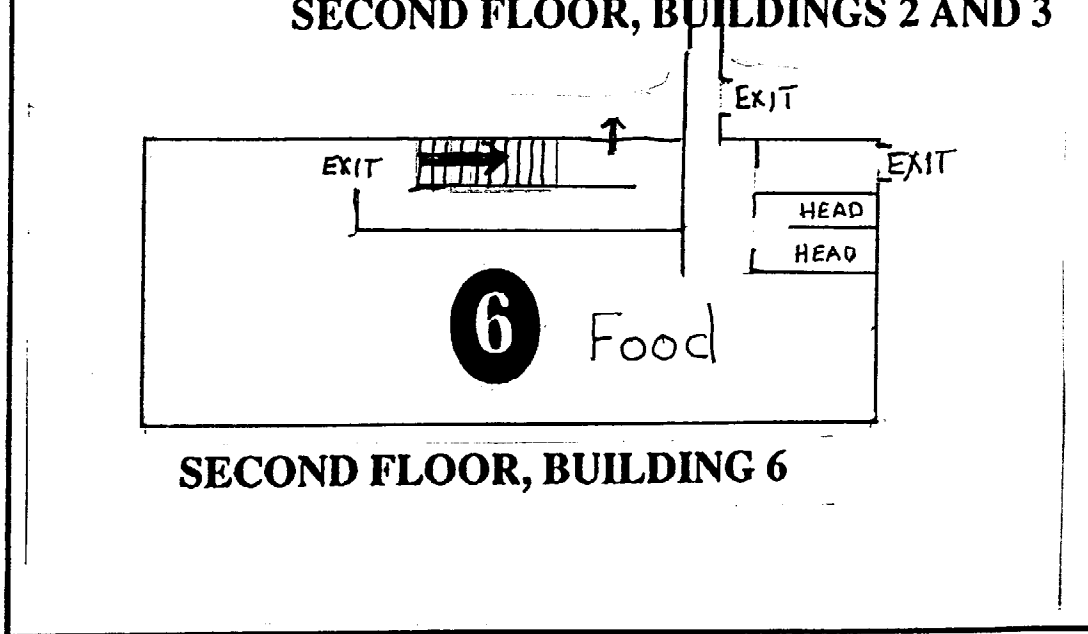 SECOND FLOOR, BUILDINGS 2 AND 3
EXIT
EXIT
EXIT
HEAD
HEAD
6
Food
SECOND FLOOR, BUILDING 6